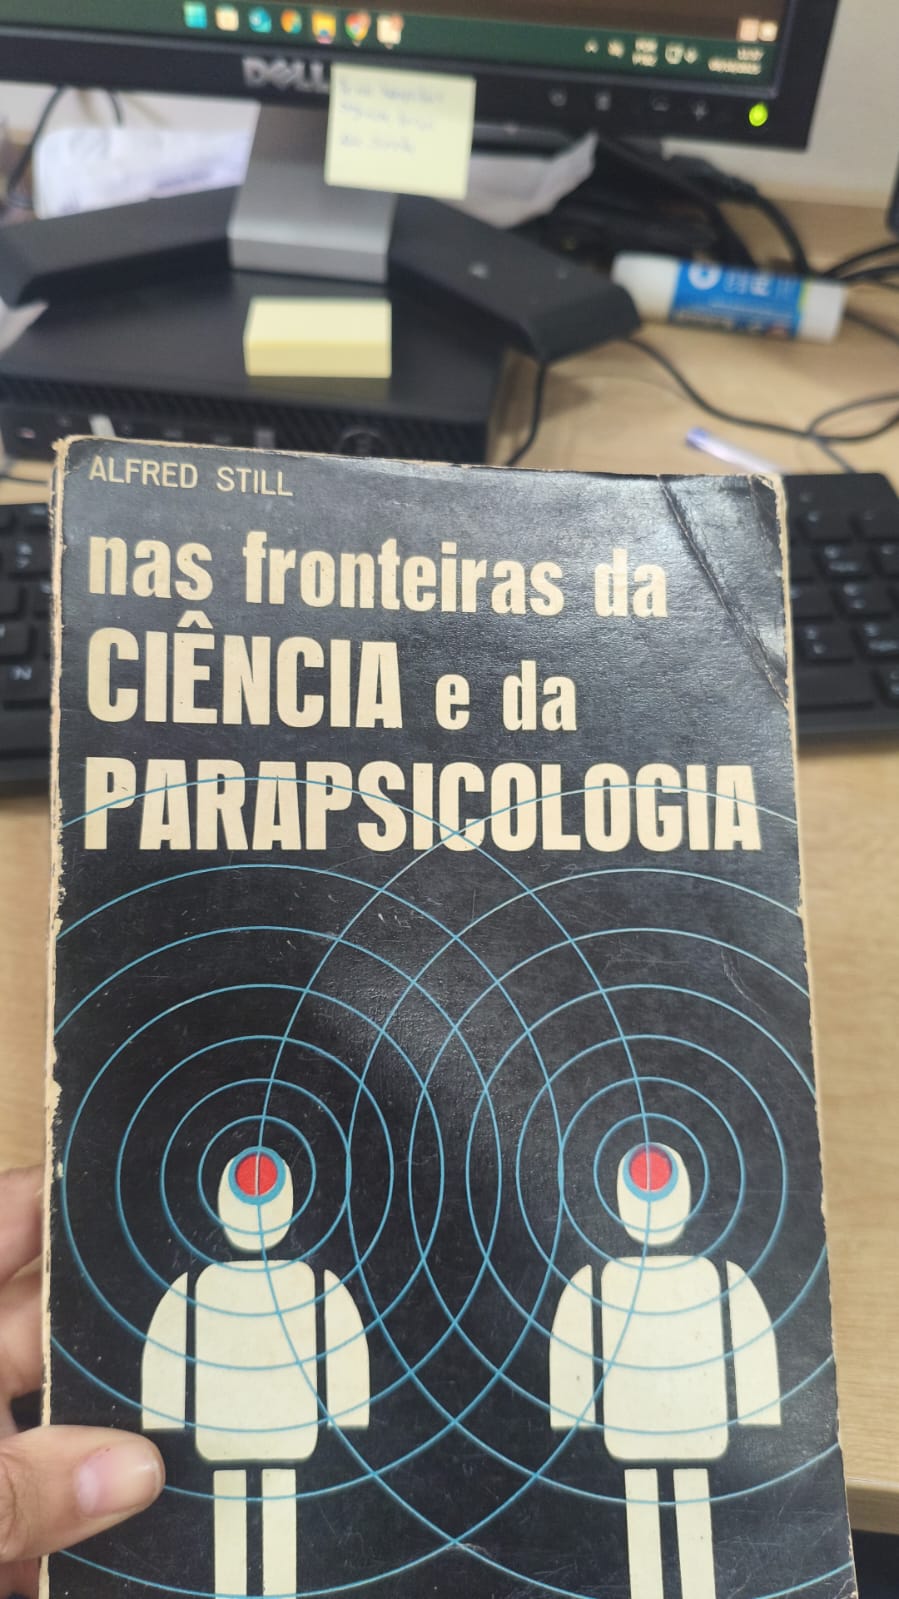 DELL
ALFRED STILL
nas fronteiras da
CIÊNCIA e da
PARAPSICOLOGIA